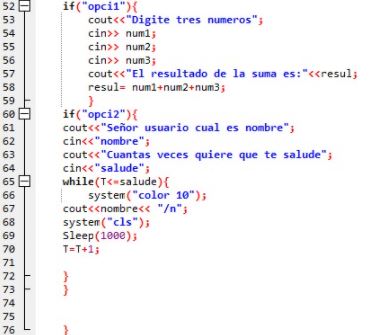 52 if("opci1"){
53 cout<<"Digite tres numeros";
54 cin>> num1;
55 cin>> num2;
56 cin>> num3;
57 cout<<"El resultado de la suma es:"<<resul;
58 resul= num1+num2+num3;
59 }
60 if("opci2"){
61 cout<<"Señor usuario cual es nombre";
62 cin<<"nombre";
63 cout<<"Cuantas veces quiere que te salude";
64 cin<<"salude";
65 while(T<=salude){
66 system("color 10");
67 cout<<nombre<< "/n";
68 system("cls");
69 Sleep(1000);
70 T=T+1;
71
72 }
73 }
74
75
76 }